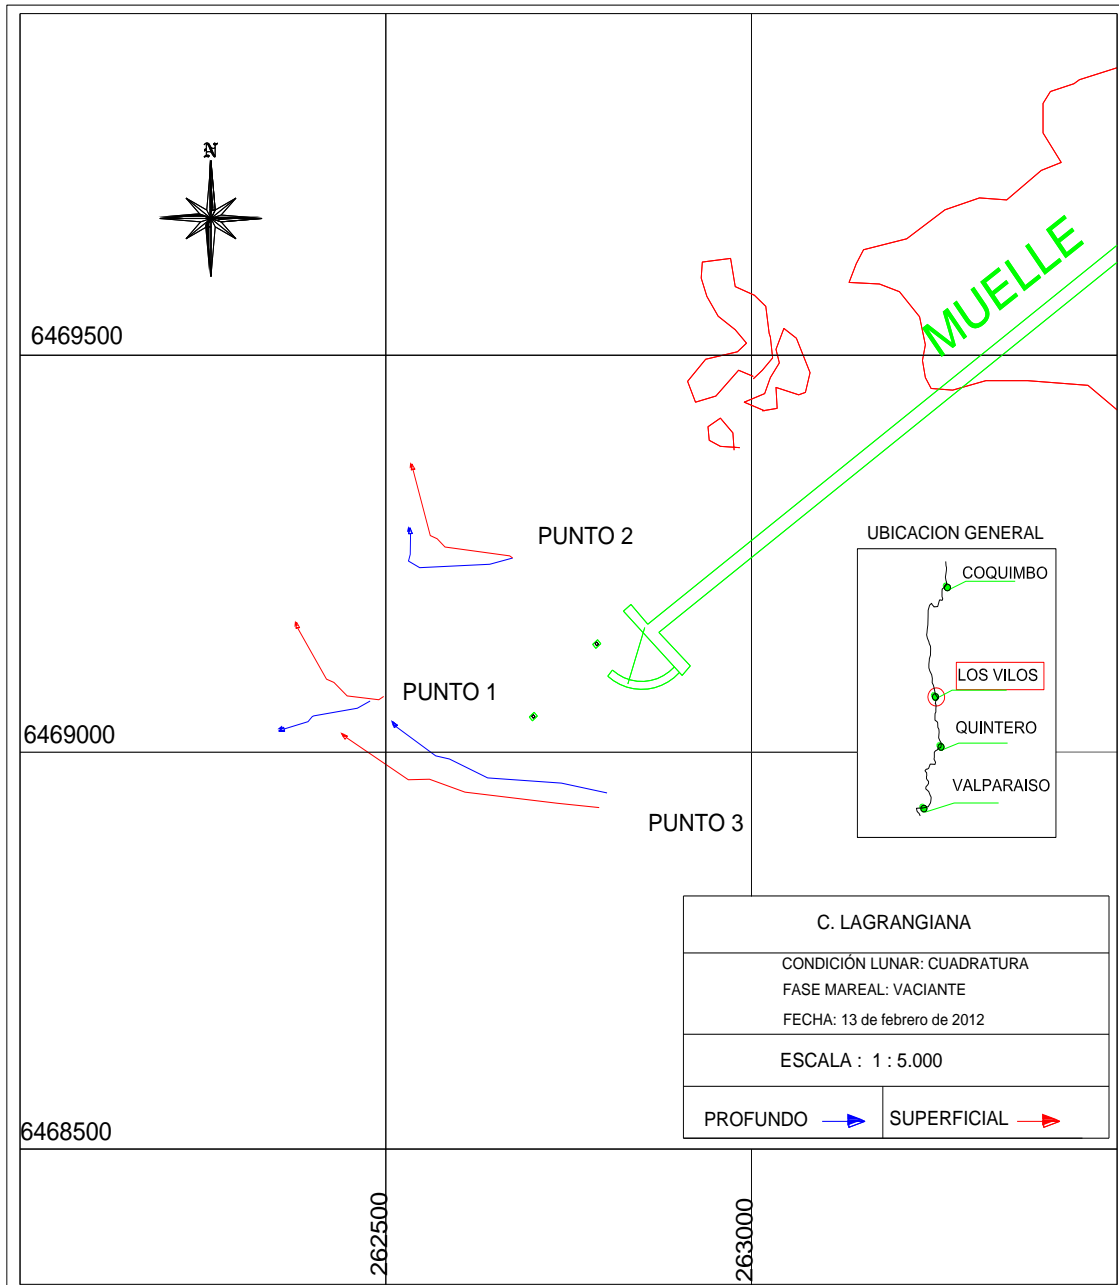 N
MUELLE
6469500
PUNTO 2
UBICACION GENERAL
COQUIMBO
LOS VILOS
QUINTERO
VALPARAISO
PUNTO 1
6469000
PUNTO 3
C. LAGRANGIANA
CONDICIÓN LUNAR: CUADRATURA
FASE MAREAL: VACIANTE
FECHA: 13 de febrero de 2012
ESCALA : 1 : 5.000
PROFUNDO
SUPERFICIAL
6468500
262500
263000